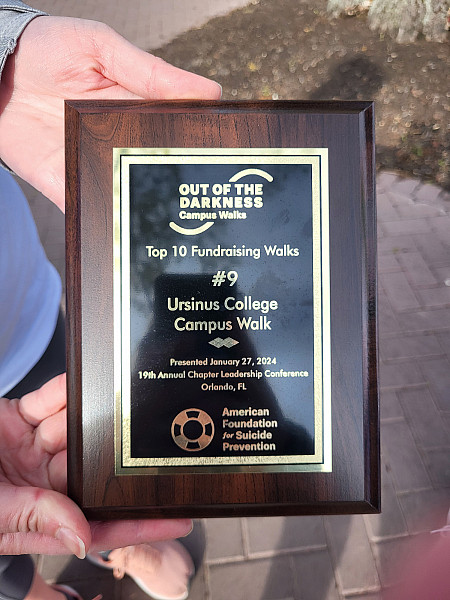 OUT OF THE
DARKNESS
Campus Walks
Top 10 Fundraising Walks
#9
Ursinus College
Campus Walk
Presented January 27, 2024
19th Annual Chapter Leadership Conference
Orlando, FL
American
Foundation
for Suicide
Prevention